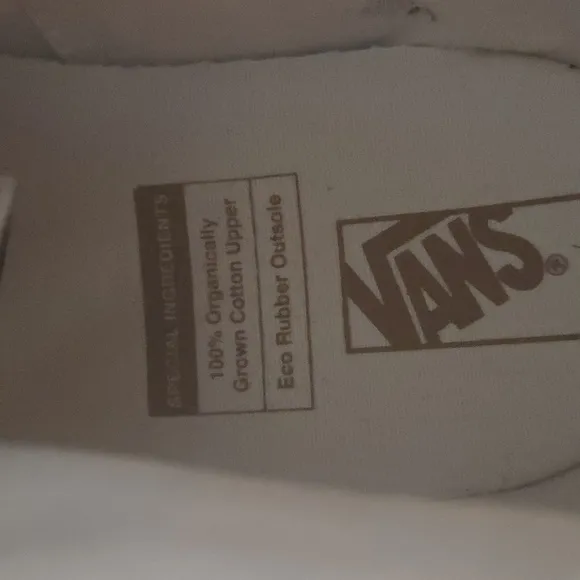 SPECIAL INGREDIENTS
100% Organically
Grown Cotton Upper
Eco Rubber Outsole
VANS®